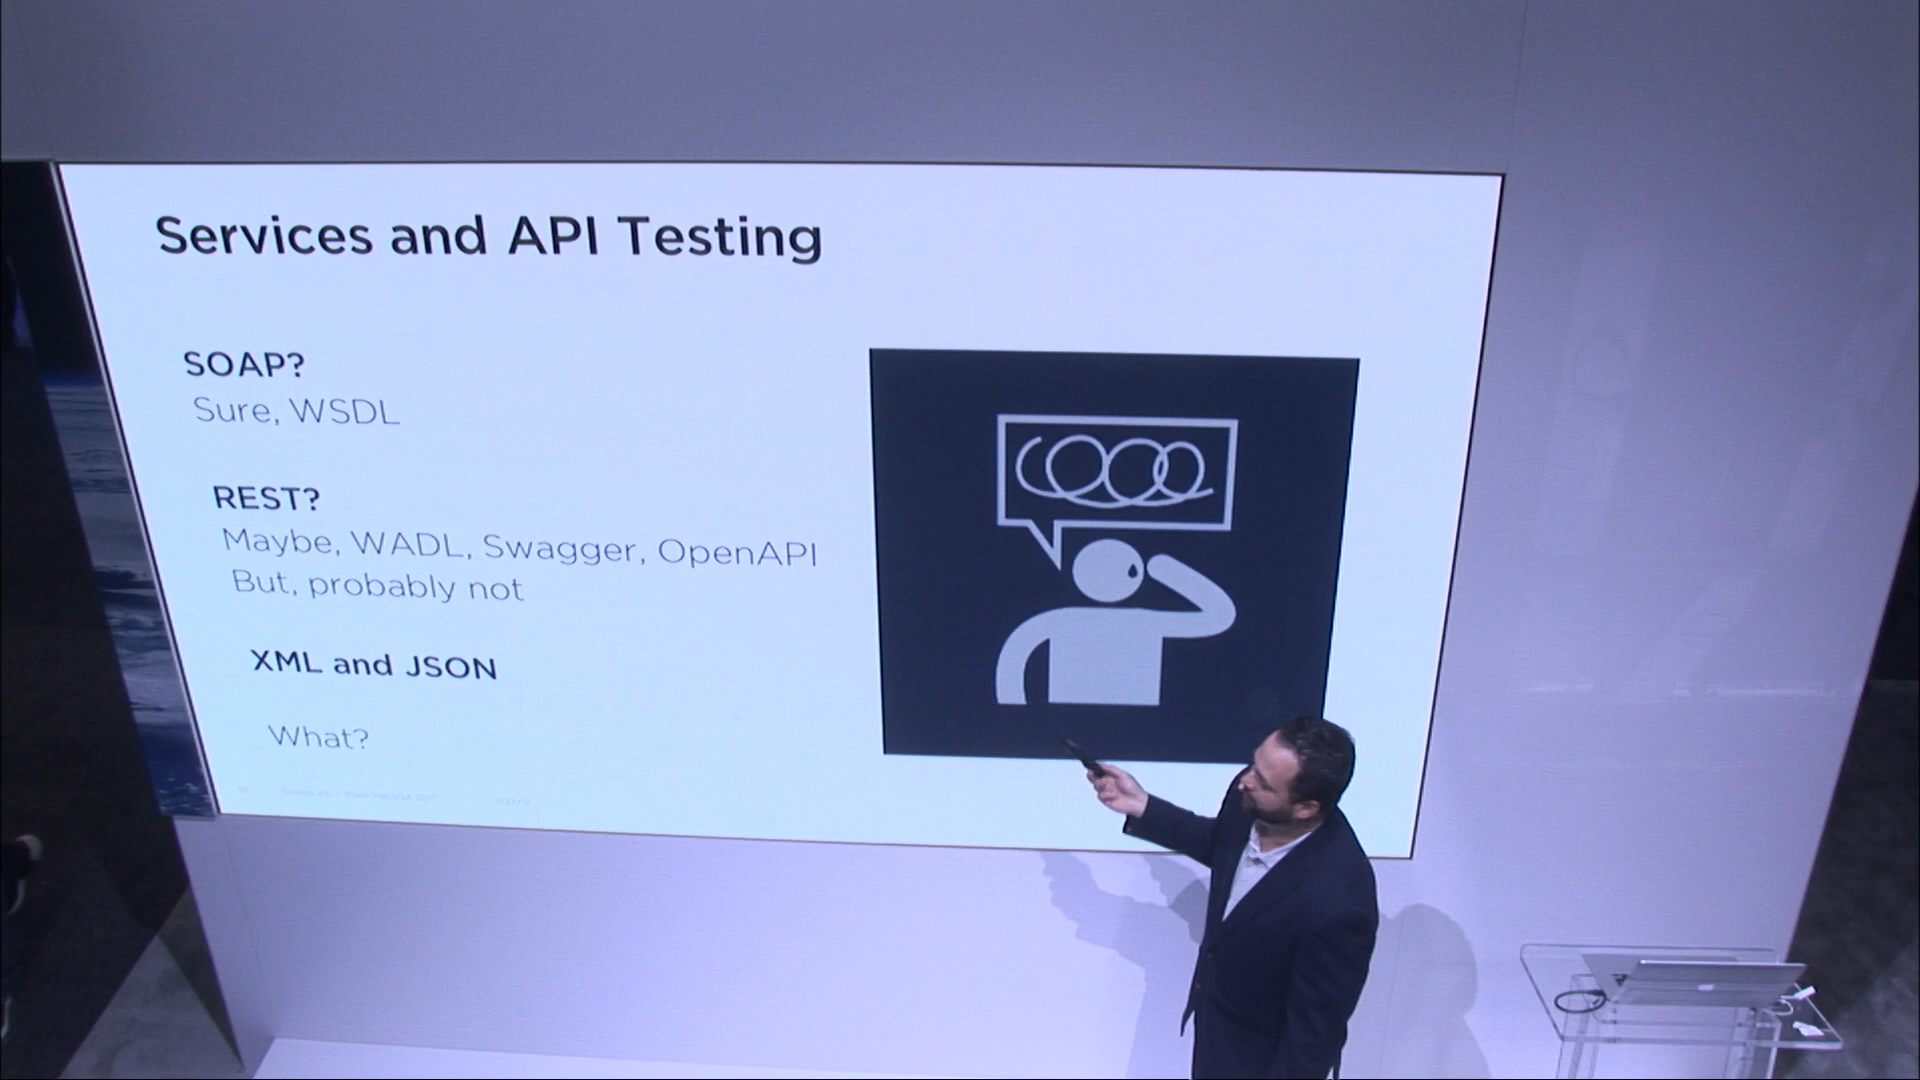 Services and API Testing
SOAP?
Sure, WSDL
REST?
Maybe, WADL, Swagger, OpenAPI
But, probably not
XML and JSON
What?